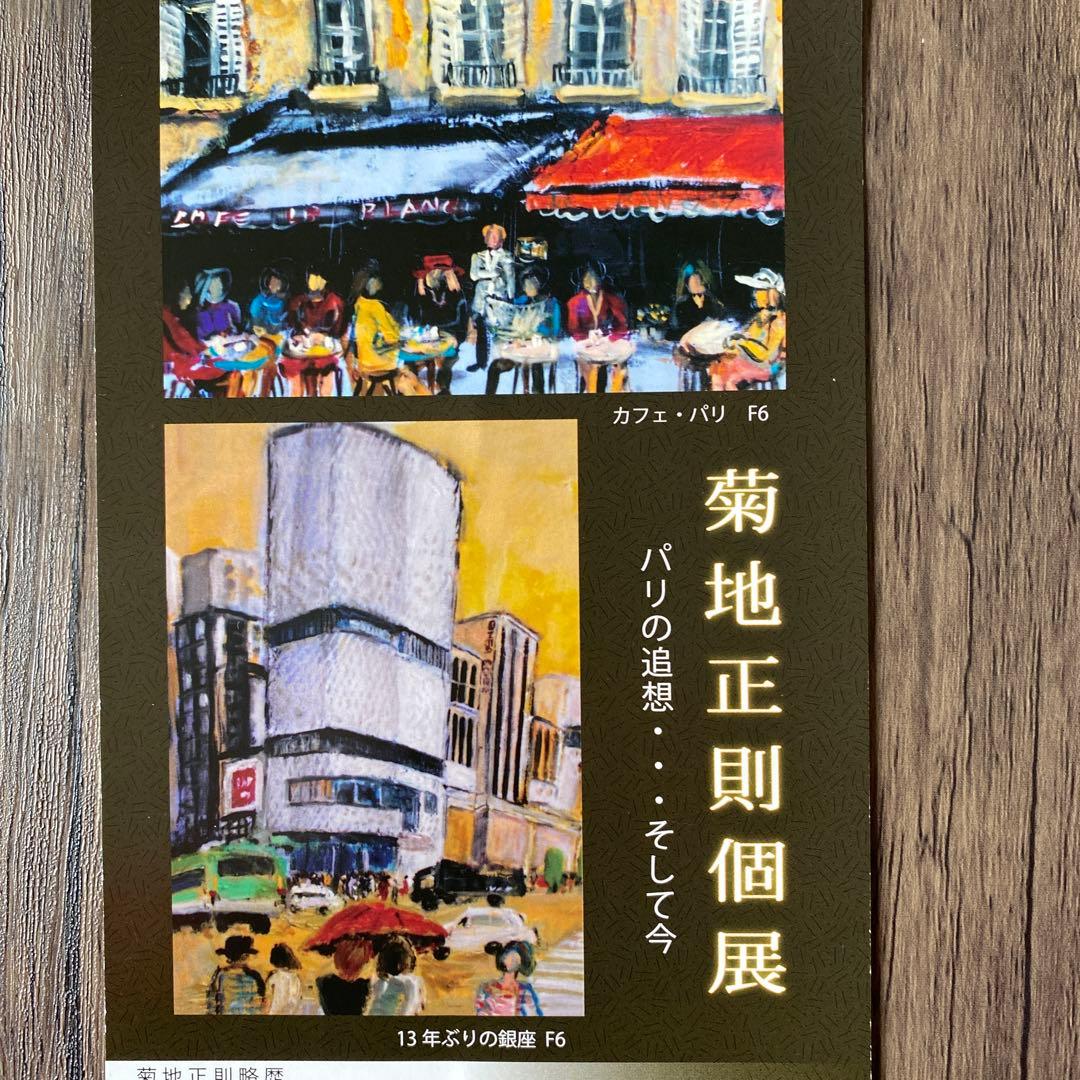 CAFE
カフェ・パリ F6
菊地正則個展
パリの追想・・・そして今
13年ぶりの銀座 F6
菊地正則略歴